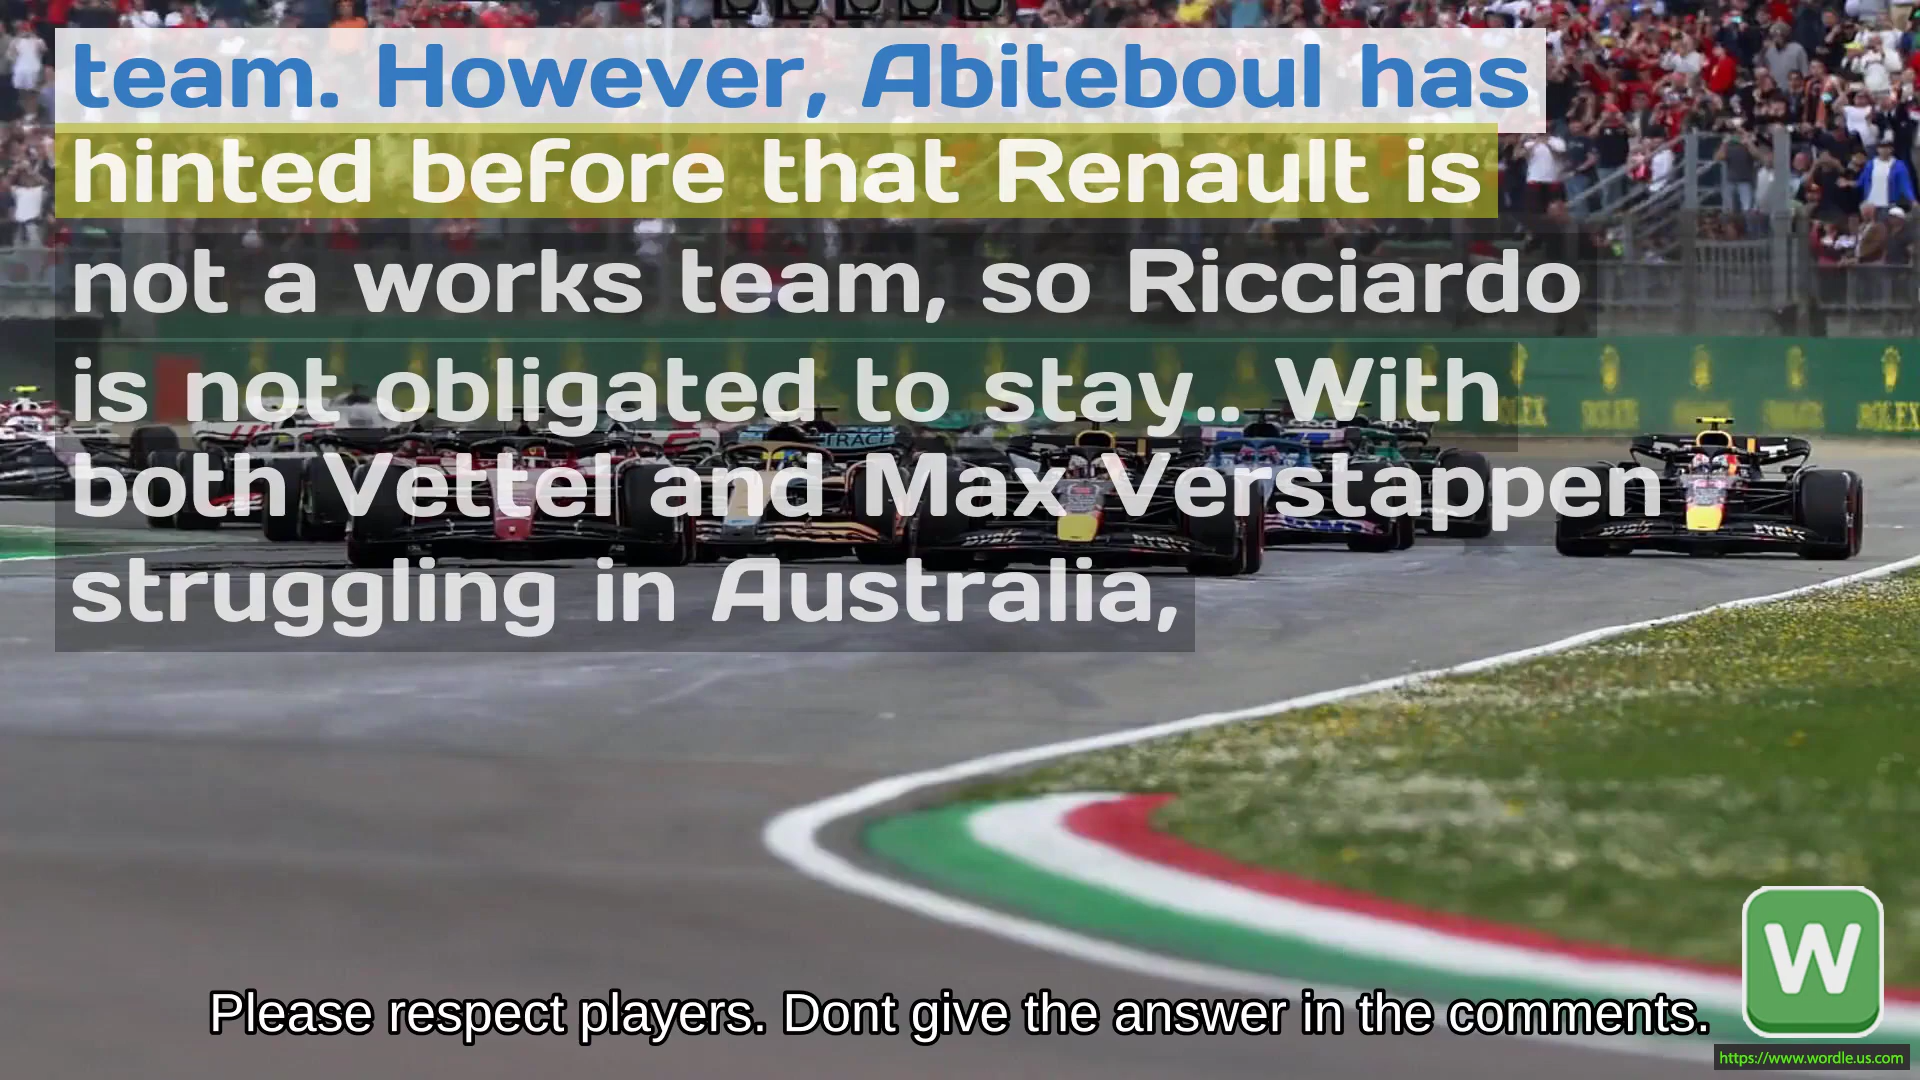 team. However, Abiteboul has
hinted before that Renault is
not a works team, so Ricciardo
is not obligated to stay.. With
both Vettel and Max Verstappen
struggling in Australia,
ROLEX
ROLEX
Please respect players. Dont give the answer in the comments.
W
https://www.wordle.us.com